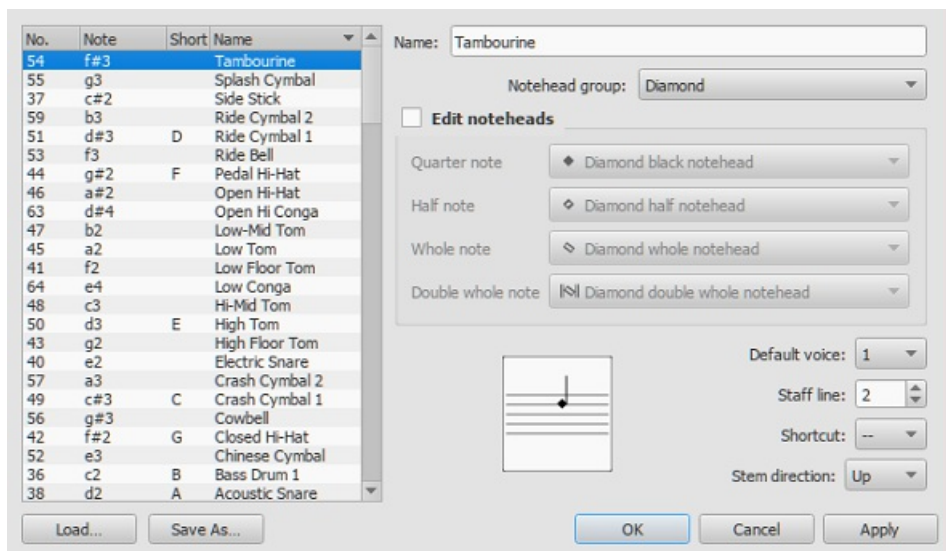 No. Note Short Name
54 f#3 Tambourine
55 g3 Splash Cymbal
37 c#2 Side Stick
59 b3 Ride Cymbal 2
51 d#3 D Ride Cymbal 1
53 f3 Ride Bell
44 g#2 F Pedal Hi-Hat
46 a#2 Open Hi-Hat
63 d#4 Open Hi Conga
47 b2 Low-Mid Tom
45 a2 Low Tom
41 f2 Low Floor Tom
64 e4 Low Conga
48 c3 Hi-Mid Tom
50 d3 E High Tom
43 g2 High Floor Tom
40 e2 Electric Snare
57 a3 Crash Cymbal 2
49 c#3 C Crash Cymbal 1
56 g#3 Cowbell
42 f#2 G Closed Hi-Hat
52 e3 Chinese Cymbal
36 c2 B Bass Drum 1
38 d2 A Acoustic Snare
Load... Save As...
Name: Tambourine
Notehead group: Diamond
Edit noteheads
Quarter note Diamond black notehead
Half note Diamond half notehead
Whole note Diamond whole notehead
Double whole note Diamond double whole notehead
Default voice: 1
Staff line: 2
Shortcut: --
Stem direction: Up
OK Cancel Apply